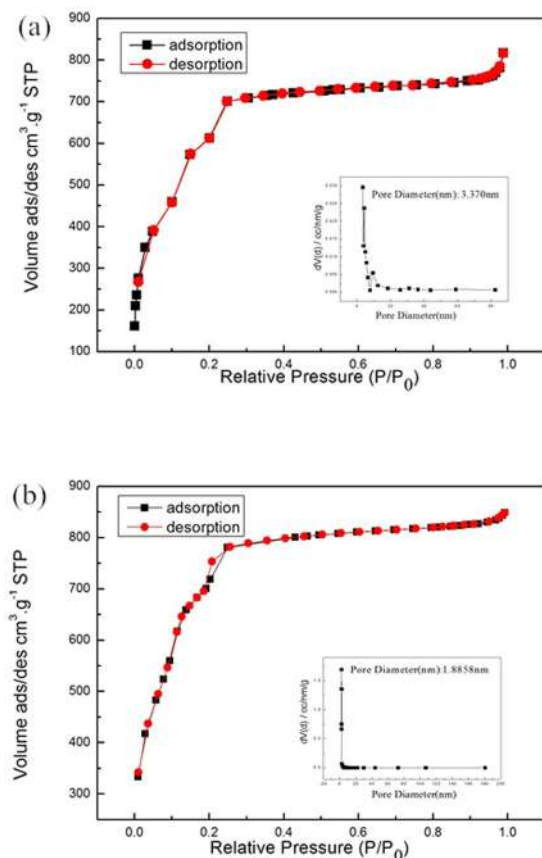 (a)
adsorption
desorption
Volume ads/des cm³.g⁻¹ STP
900
800
700
600
500
400
300
200
100
0.0 0.2 0.4 0.6 0.8 1.0
Relative Pressure (P/P₀)
Pore Diameter(nm): 3.370nm
dV(d) / cc/nm/g
Pore Diameter(nm)
(b)
adsorption
desorption
Volume ads/des cm³.g⁻¹ STP
900
800
700
600
500
400
300
0.0 0.2 0.4 0.6 0.8 1.0
Relative Pressure (P/P₀)
Pore Diameter(nm):1.8858nm
dV(d) / cc/nm/g
Pore Diameter(nm)